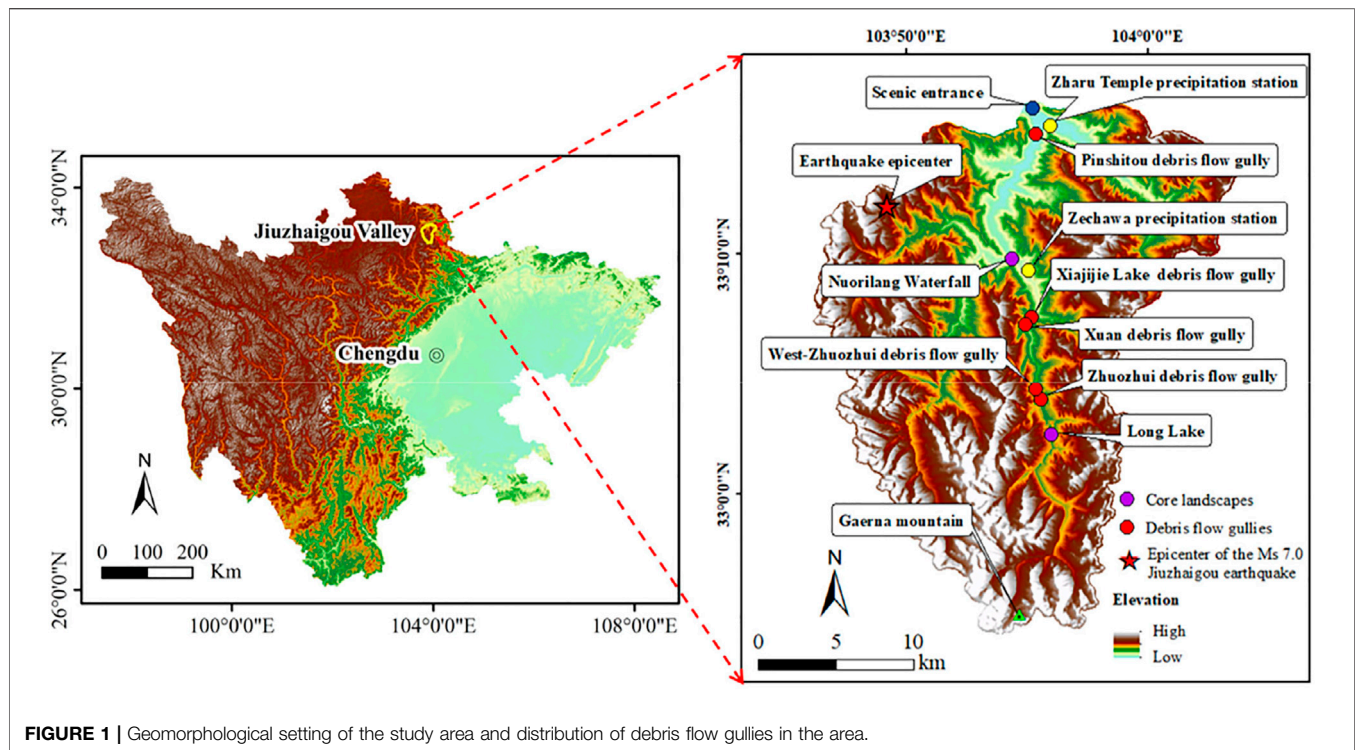 34°0'0"N
30°0'0"N
26°0'0"N
Jiuzhaigou Valley
Chengdu
N
0 100 200
Km
100°0'0"E 104°0'0"E 108°0'0"E
103°50'0"E 104°0'0"E
33°10'0"N
33°0'0"N
Scenic entrance
Zharu Temple precipitation station
Earthquake epicenter
Pinshitou debris flow gully
Zechawa precipitation station
Nuorilang Waterfall
Xiajijie Lake debris flow gully
Xuan debris flow gully
West-Zhuozhui debris flow gully
Zhuozhui debris flow gully
Long Lake
Gaerna mountain
N
0 5 10
km
Core landscapes
Debris flow gullies
Epicenter of the Ms 7.0
Jiuzhaigou earthquake
Elevation
High
Low
FIGURE 1 | Geomorphological setting of the study area and distribution of debris flow gullies in the area.